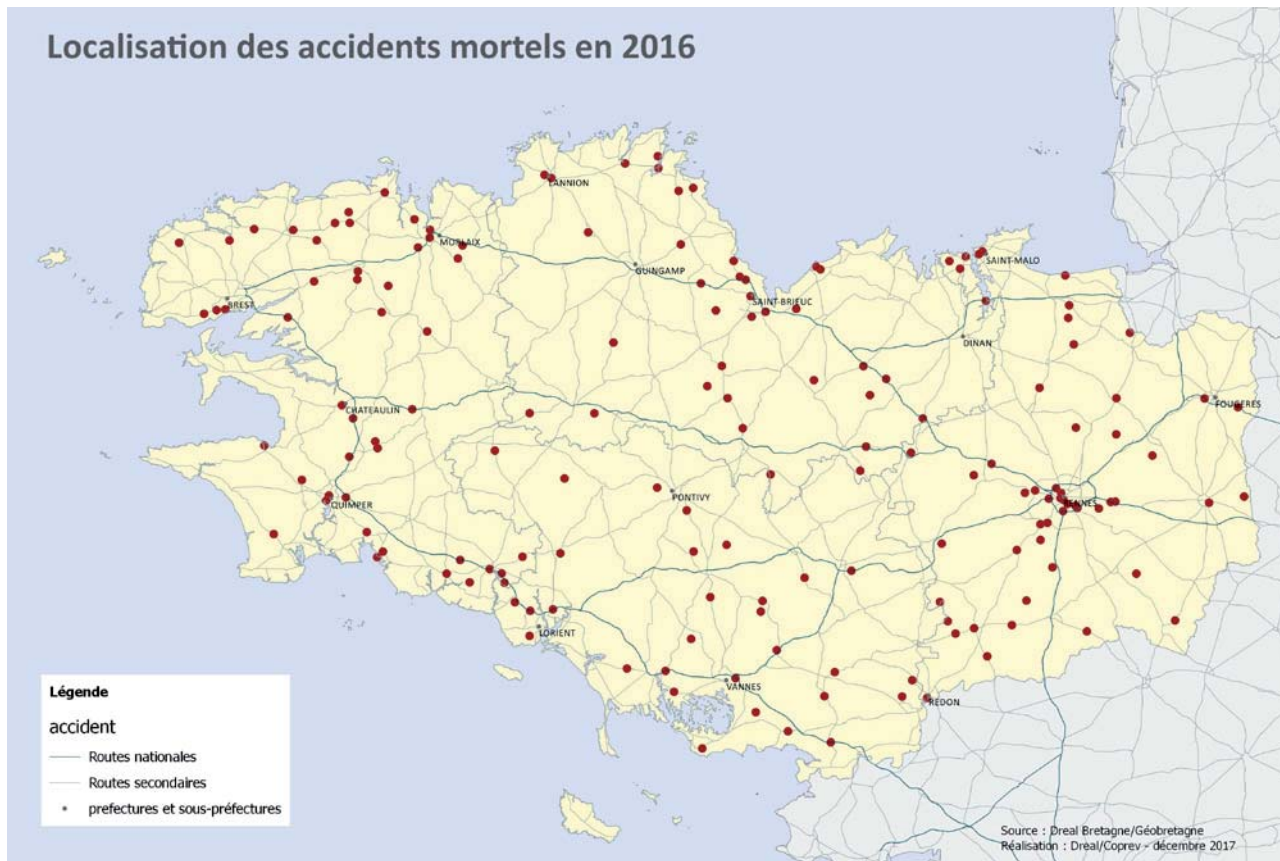 Localisation des accidents mortels en 2016
LANNION
MORLAIX
GUINGAMP
SAINT-MALO
BREST
SAINT-BRIEUC
DINAN
CHATEAULIN
FOUGERES
QUIMPER
PONTIVY
RENNES
LORIENT
VANNES
REDON
Légende
accident
Routes nationales
Routes secondaires
prefectures et sous-préfectures
Source : Dreal Bretagne/Géobretagne
Réalisation : Dreal/Coprev - décembre 2017